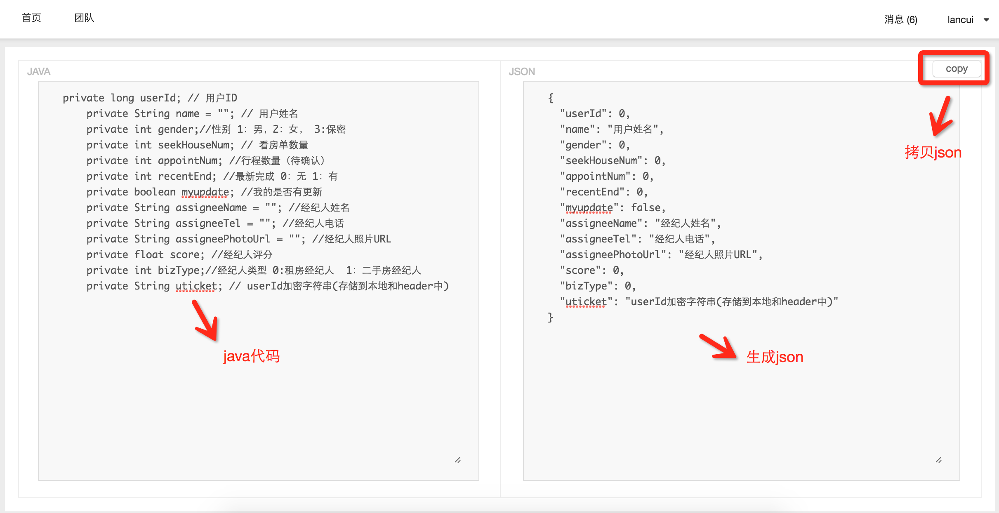 首页 团队 消息 (6) lancui
JAVA
private long userId; // 用户ID
private String name = ""; // 用户姓名
private int gender;//性别 1: 男, 2: 女, 3:保密
private int seekHouseNum; // 看房单数量
private int appointNum; //行程数量（待确认）
private int recentEnd; //最新完成 0: 无 1: 有
private boolean myupdate; //我的是否有更新
private String assigneeName = ""; //经纪人姓名
private String assigneeTel = ""; //经纪人电话
private String assigneePhotoUrl = ""; //经纪人照片URL
private float score; //经纪人评分
private int bizType;//经纪人类型 0:租房经纪人 1: 二手房经纪人
private String uticket; // userId加密字符串(存储到本地和header中)
java代码
JSON
copy
{
"userId": 0,
"name": "用户姓名",
"gender": 0,
"seekHouseNum": 0,
"appointNum": 0,
"recentEnd": 0,
"myupdate": false,
"assigneeName": "经纪人姓名",
"assigneeTel": "经纪人电话",
"assigneePhotoUrl": "经纪人照片URL",
"score": 0,
"bizType": 0,
"uticket": "userId加密字符串(存储到本地和header中)"
}
拷贝json
生成json